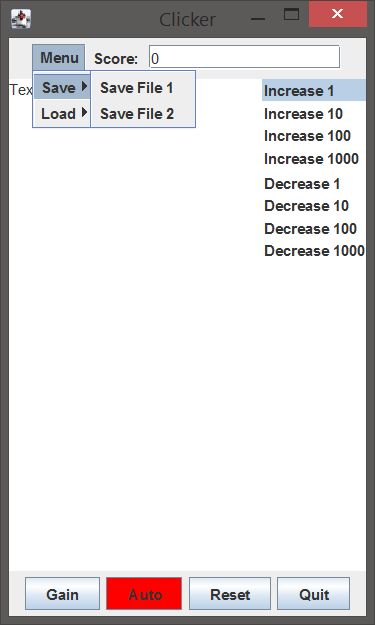 Clicker
Menu Score: 0
Save Save File 1
Load Save File 2
Increase 1
Increase 10
Increase 100
Increase 1000
Decrease 1
Decrease 10
Decrease 100
Decrease 1000
Gain Auto Reset Quit